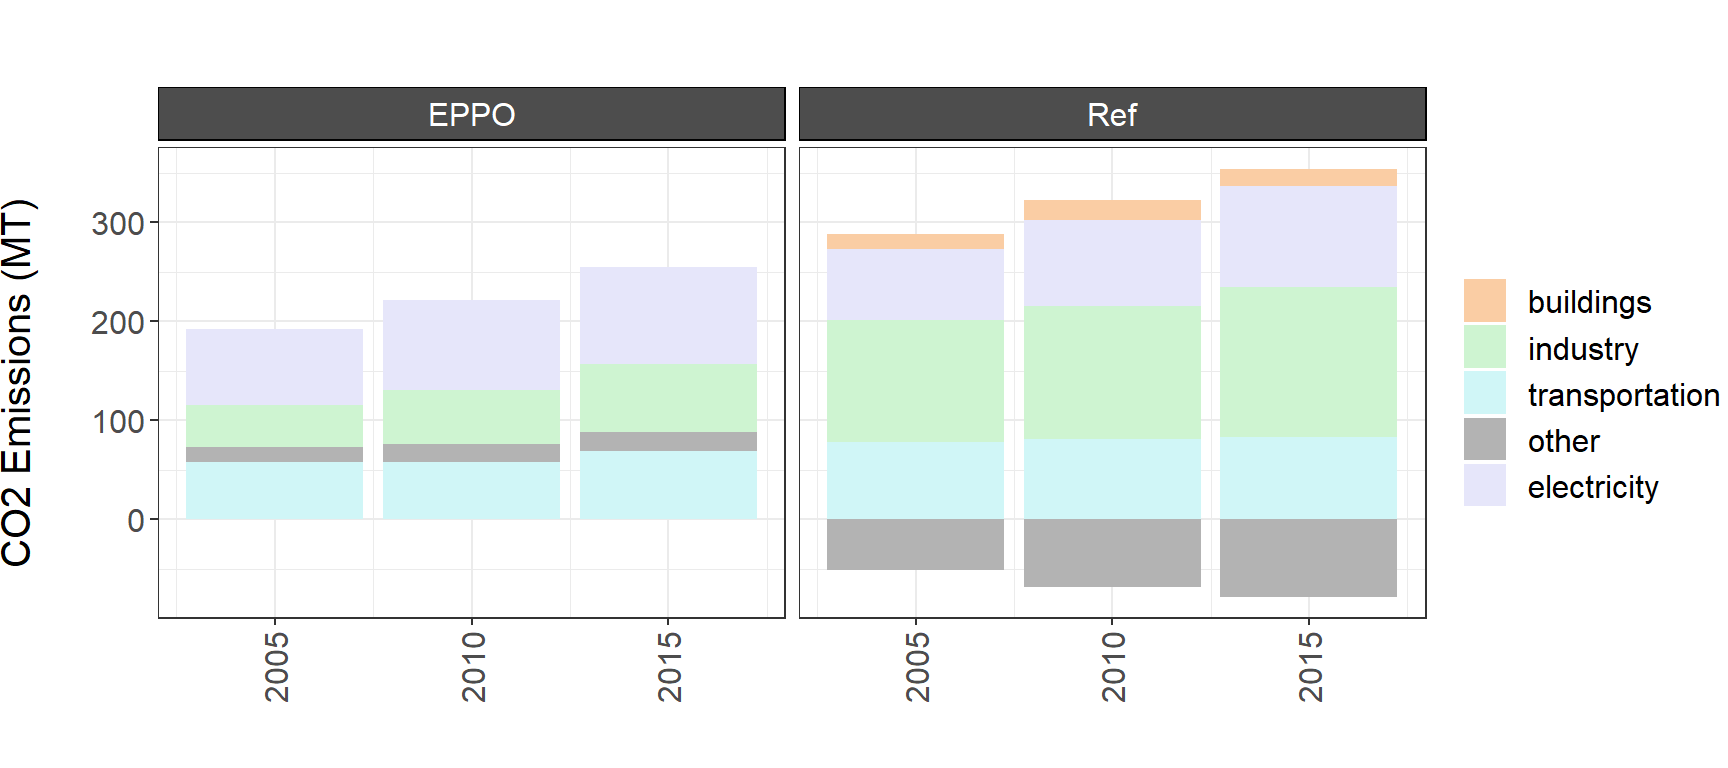 EPPO
Ref
CO2 Emissions (MT)
300
200
100
0
2005
2010
2015
2005
2010
2015
buildings
industry
transportation
other
electricity